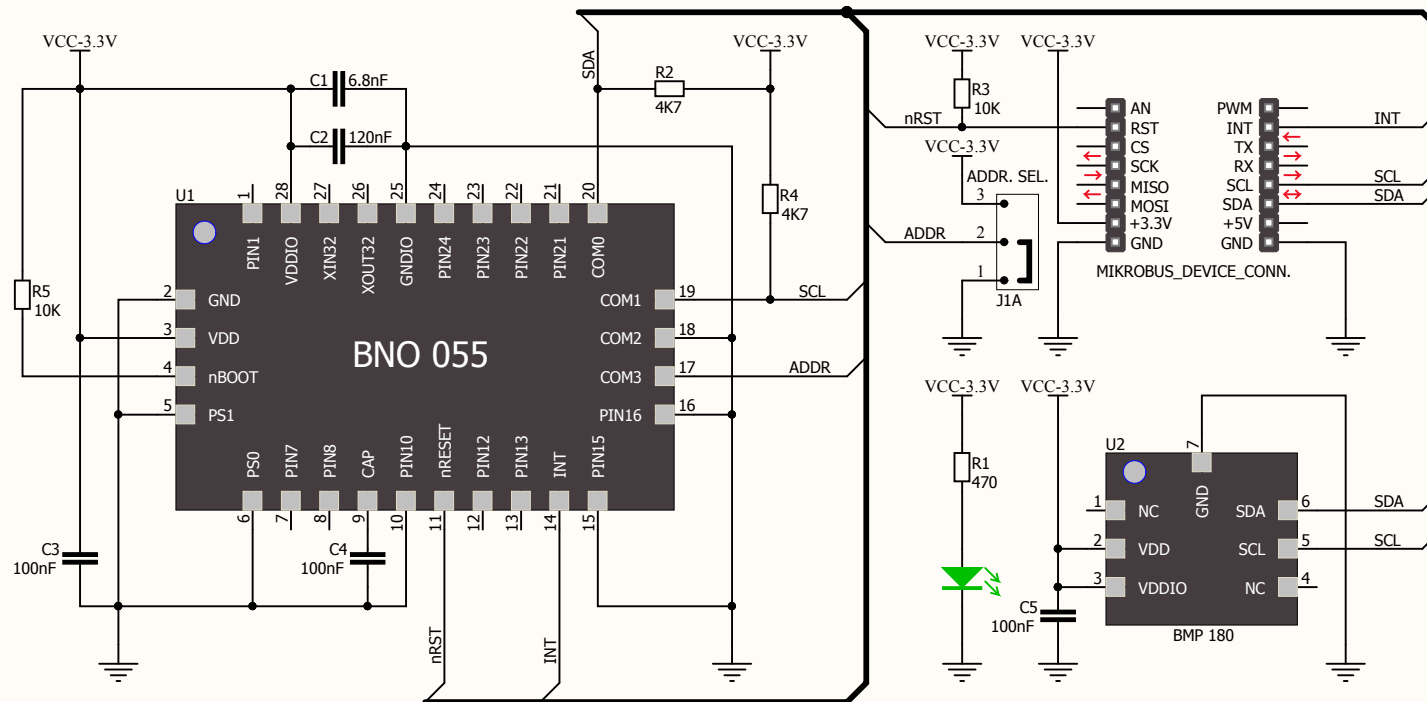 VCC-3.3V
C1 6.8nF
C2 120nF
R5
10K
SDA
R2
4K7
VCC-3.3V
R4
4K7
U1
1
28
27
26
25
24
23
22
21
20
PIN1
VDDIO
XIN32
XOUT32
GNDIO
PIN24
PIN23
PIN22
PIN21
COM0
2 GND
3 VDD
4 nBOOT
5 PS1
BNO 055
COM1 19 SCL
COM2 18
COM3 17 ADDR
PIN16 16
PS0
PIN7
PIN8
CAP
PIN10
nRESET
PIN12
PIN13
INT
PIN15
6
7
8
9
10
11
12
13
14
15
C3
100nF
C4
100nF
nRST
INT
VCC-3.3V
R3
10K
nRST
VCC-3.3V
ADDR. SEL.
3
ADDR 2
1
J1A
VCC-3.3V
AN
RST
CS
SCK
MISO
MOSI
+3.3V
GND
PWM
INT INT
TX
RX
SCL SCL
SDA SDA
+5V
GND
MIKROBUS_DEVICE_CONN.
VCC-3.3V
R1
470
VCC-3.3V
C5
100nF
U2
7
GND
1 NC
2 VDD
3 VDDIO
SDA 6 SDA
SCL 5 SCL
NC 4
BMP 180